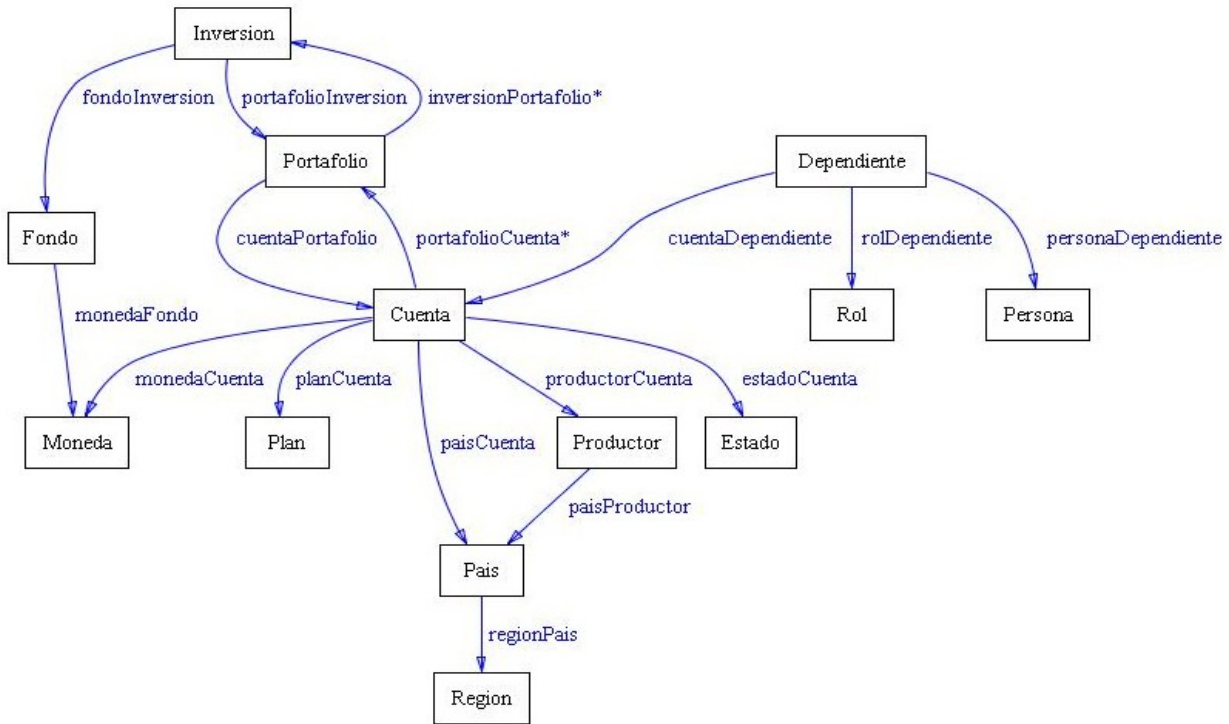 Inversion
fondoInversion
portafolioInversion
inversionPortafolio*
Portafolio
Dependiente
Fondo
cuentaPortafolio
portafolioCuenta*
cuentaDependiente
rolDependiente
personaDependiente
monedaFondo
Cuenta
Rol
Persona
monedaCuenta
planCuenta
productorCuenta
estadoCuenta
Moneda
Plan
paisCuenta
Productor
Estado
paisProductor
Pais
regionPais
Region